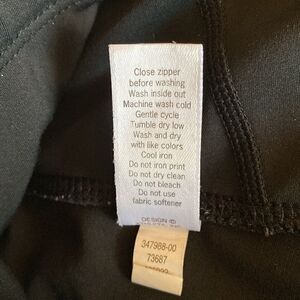 Close zipper
before washing
Wash inside out
Machine wash cold
Gentle cycle
Tumble dry low
Wash and dry
with like colors
Cool iron
Do not iron print
Do not dry clean
Do not bleach
Do not use
fabric softener
DESIGN ©
347988-00
73687